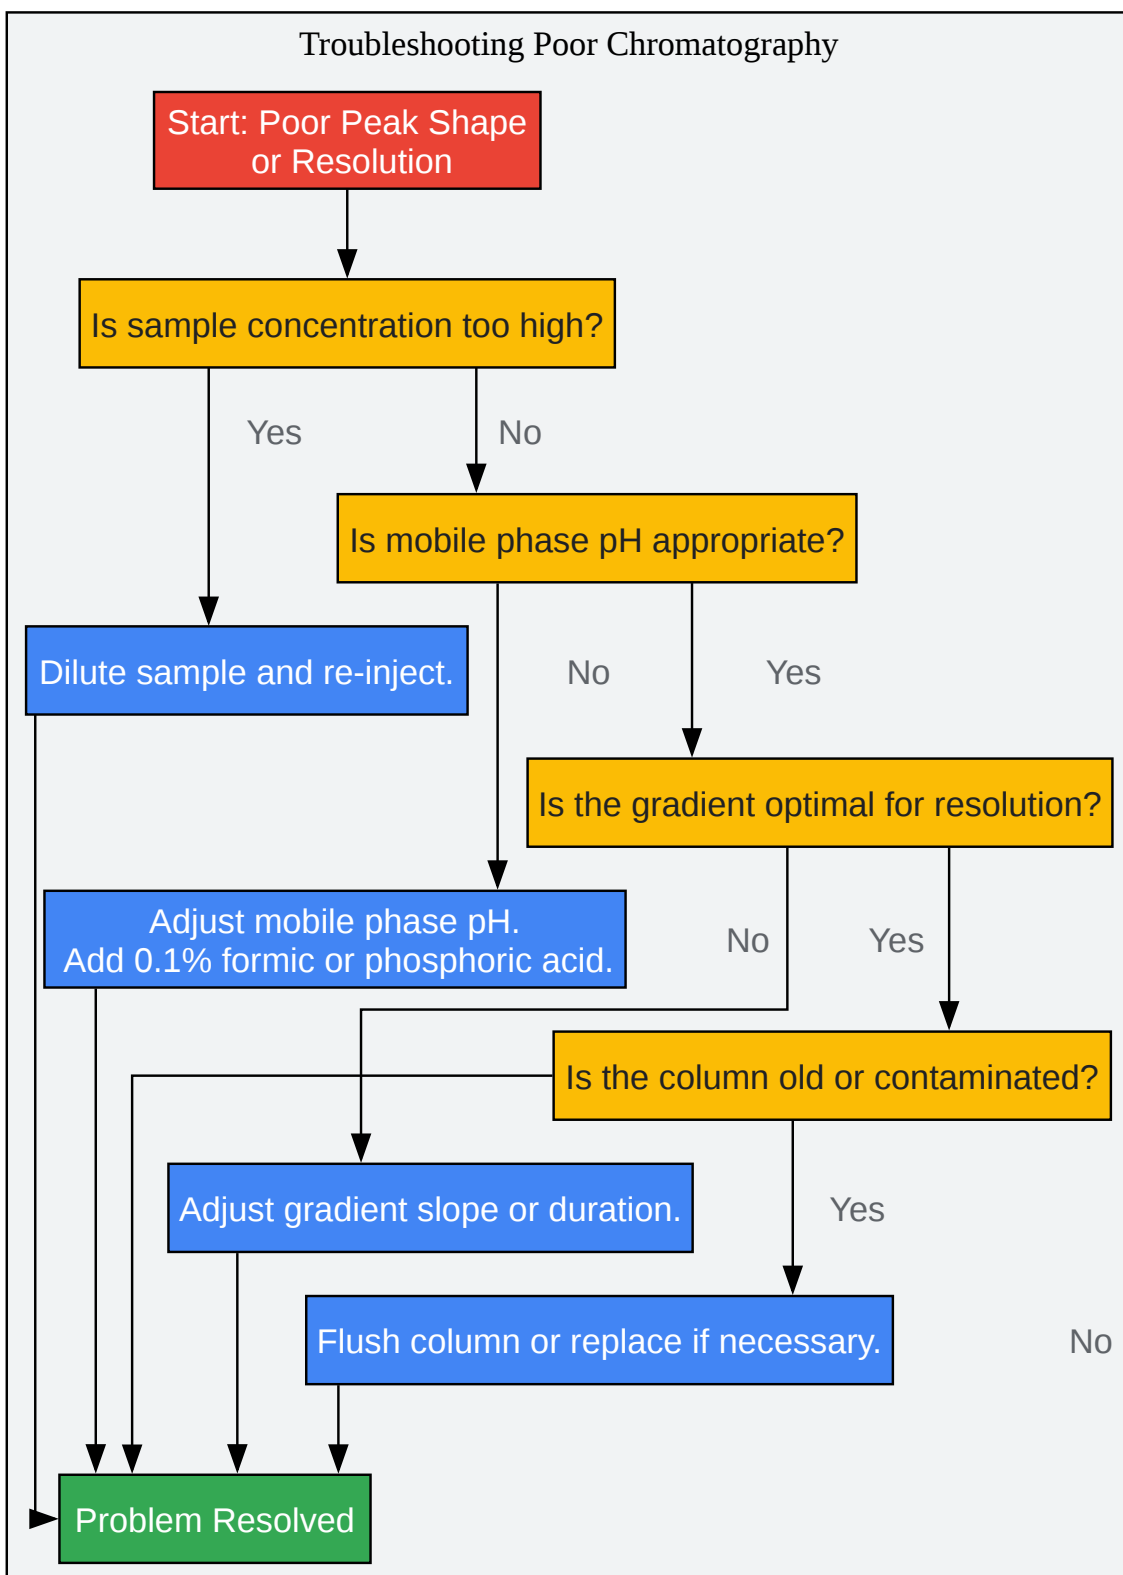 Troubleshooting Poor Chromatography
Start: Poor Peak Shape
or Resolution
Is sample concentration too high?
Yes
No
Is mobile phase pH appropriate?
Dilute sample and re-inject.
No
Yes
Is the gradient optimal for resolution?
Adjust mobile phase pH.
Add 0.1% formic or phosphoric acid.
No
Yes
Is the column old or contaminated?
Adjust gradient slope or duration.
Yes
Flush column or replace if necessary.
No
Problem Resolved